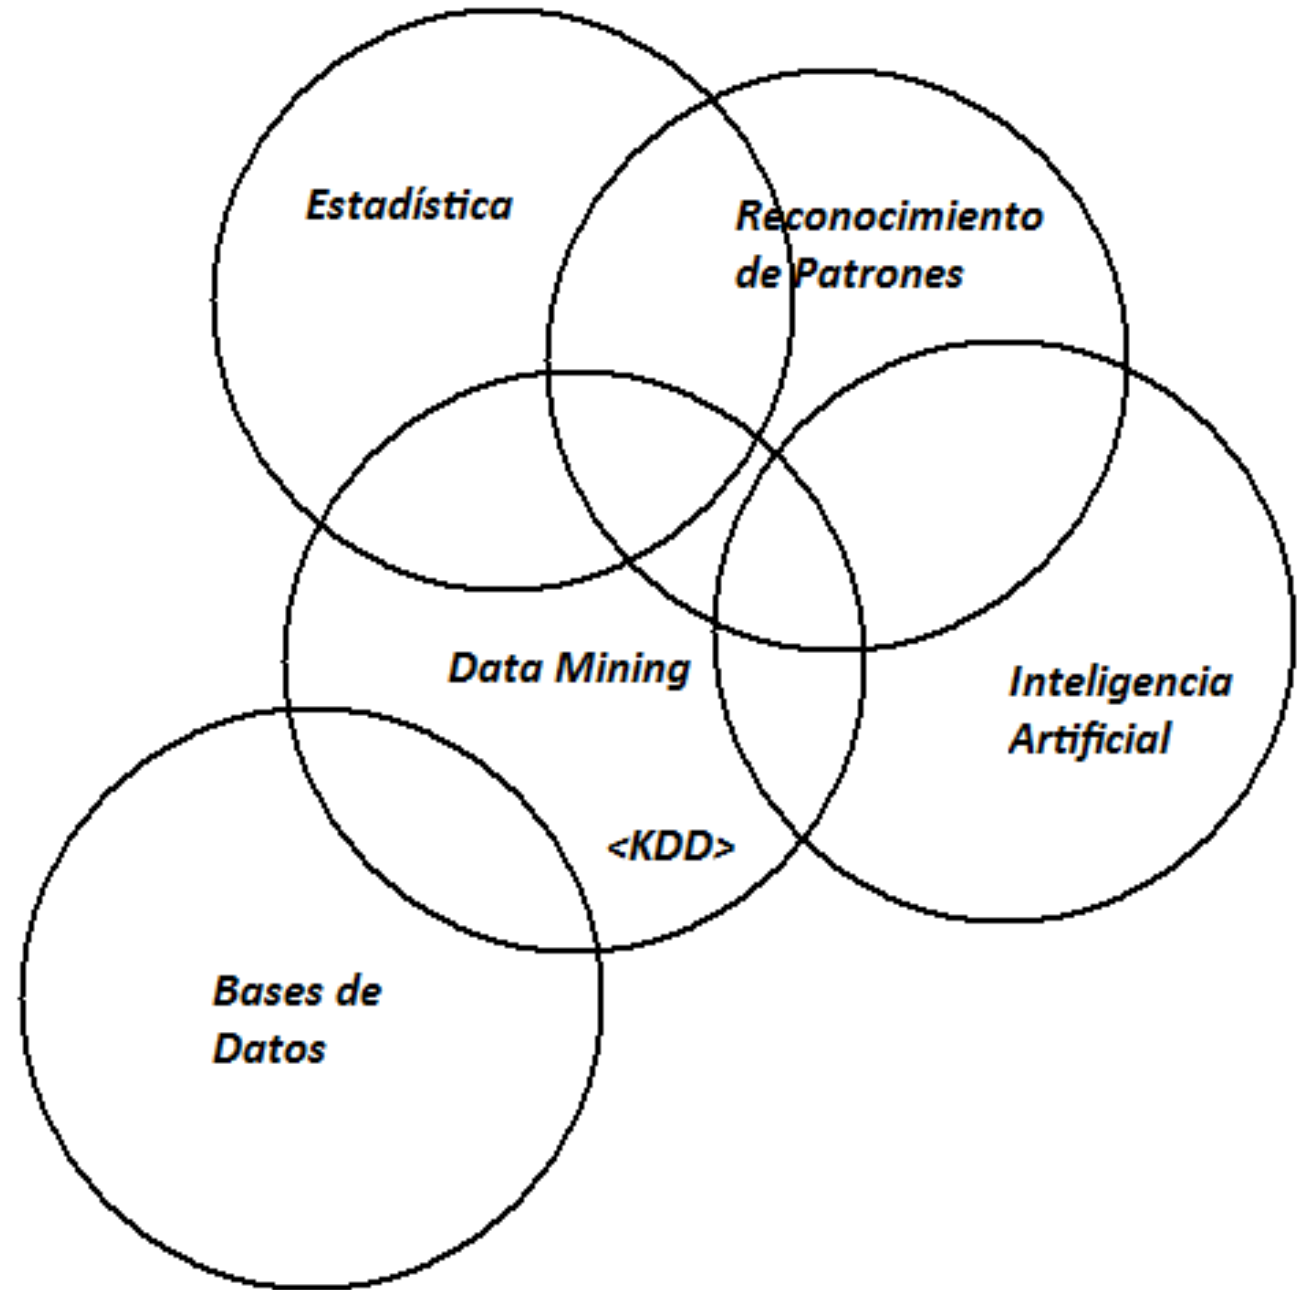 Estadística
Reconocimiento
de Patrones
Data Mining
Inteligencia
Artificial
<KDD>
Bases de
Datos